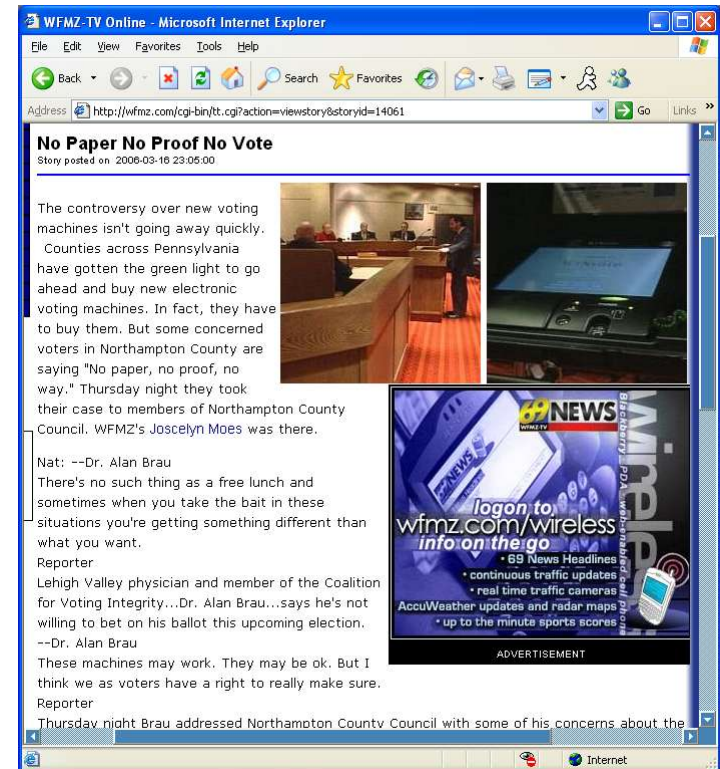 WFMZ-TV Online - Microsoft Internet Explorer
File Edit View Favorites Tools Help
Back Search Favorites
Address http://wfmz.com/cgi-bin/tt.cgi?action=viewstory&storyid=14061 Go Links »
No Paper No Proof No Vote
Story posted on 2006-03-16 23:05:00
The controversy over new voting
machines isn't going away quickly.
Counties across Pennsylvania
have gotten the green light to go
ahead and buy new electronic
voting machines. In fact, they have
to buy them. But some concerned
voters in Northampton County are
saying "No paper, no proof, no
way." Thursday night they took
their case to members of Northampton County
Council. WFMZ's Joscelyn Moes was there.
Nat: --Dr. Alan Brau
There's no such thing as a free lunch and
sometimes when you take the bait in these
situations you're getting something different than
what you want.
Reporter
Lehigh Valley physician and member of the Coalition
for Voting Integrity...Dr. Alan Brau...says he's not
willing to bet on his ballot this upcoming election.
--Dr. Alan Brau
These machines may work. They may be ok. But I
think we as voters have a right to really make sure.
Reporter
Thursday night Brau addressed Northampton County Council with some of his concerns about the
69 NEWS
WFMZ-TV
69 NEWS
wireless
Blackberry PDA web-enabled cell phone
logon to
wfmz.com/wireless
info on the go
• 69 News Headlines
• continuous traffic updates
• real time traffic cameras
AccuWeather updates and radar maps
• up to the minute sports scores
ADVERTISEMENT
Internet